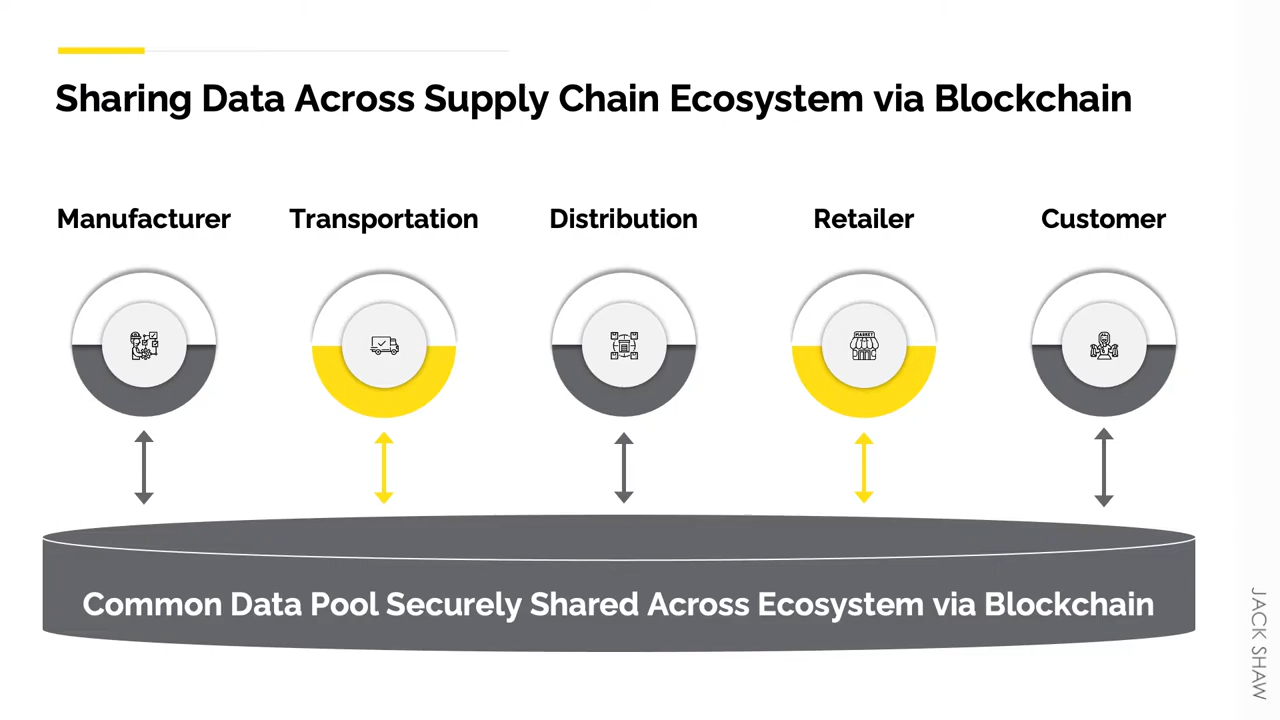 Sharing Data Across Supply Chain Ecosystem via Blockchain
Manufacturer
Transportation
Distribution
Retailer
Customer
MARKET
Common Data Pool Securely Shared Across Ecosystem via Blockchain
JACK SHAW